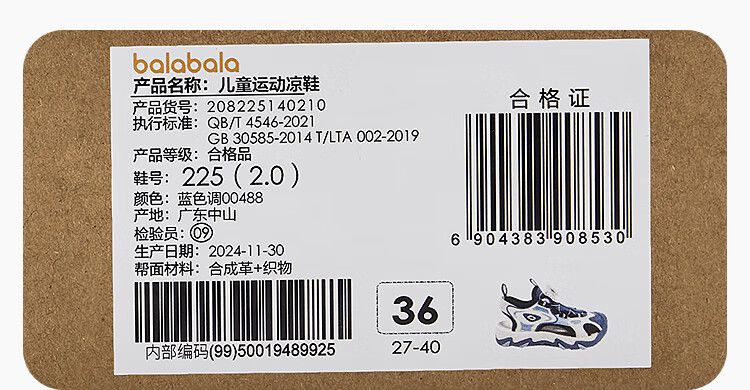 balabala
产品名称：儿童运动凉鞋
产品货号：208225140210
执行标准：QB/T 4546-2021
GB 30585-2014 T/LTA 002-2019
产品等级：合格品
鞋号：225（2.0）
颜色：蓝色调00488
产地：广东中山
检验员：09
生产日期：2024-11-30
帮面材料：合成革+织物
内部编码(99)50019489925
合格证
6 904383 908530
36
27-40